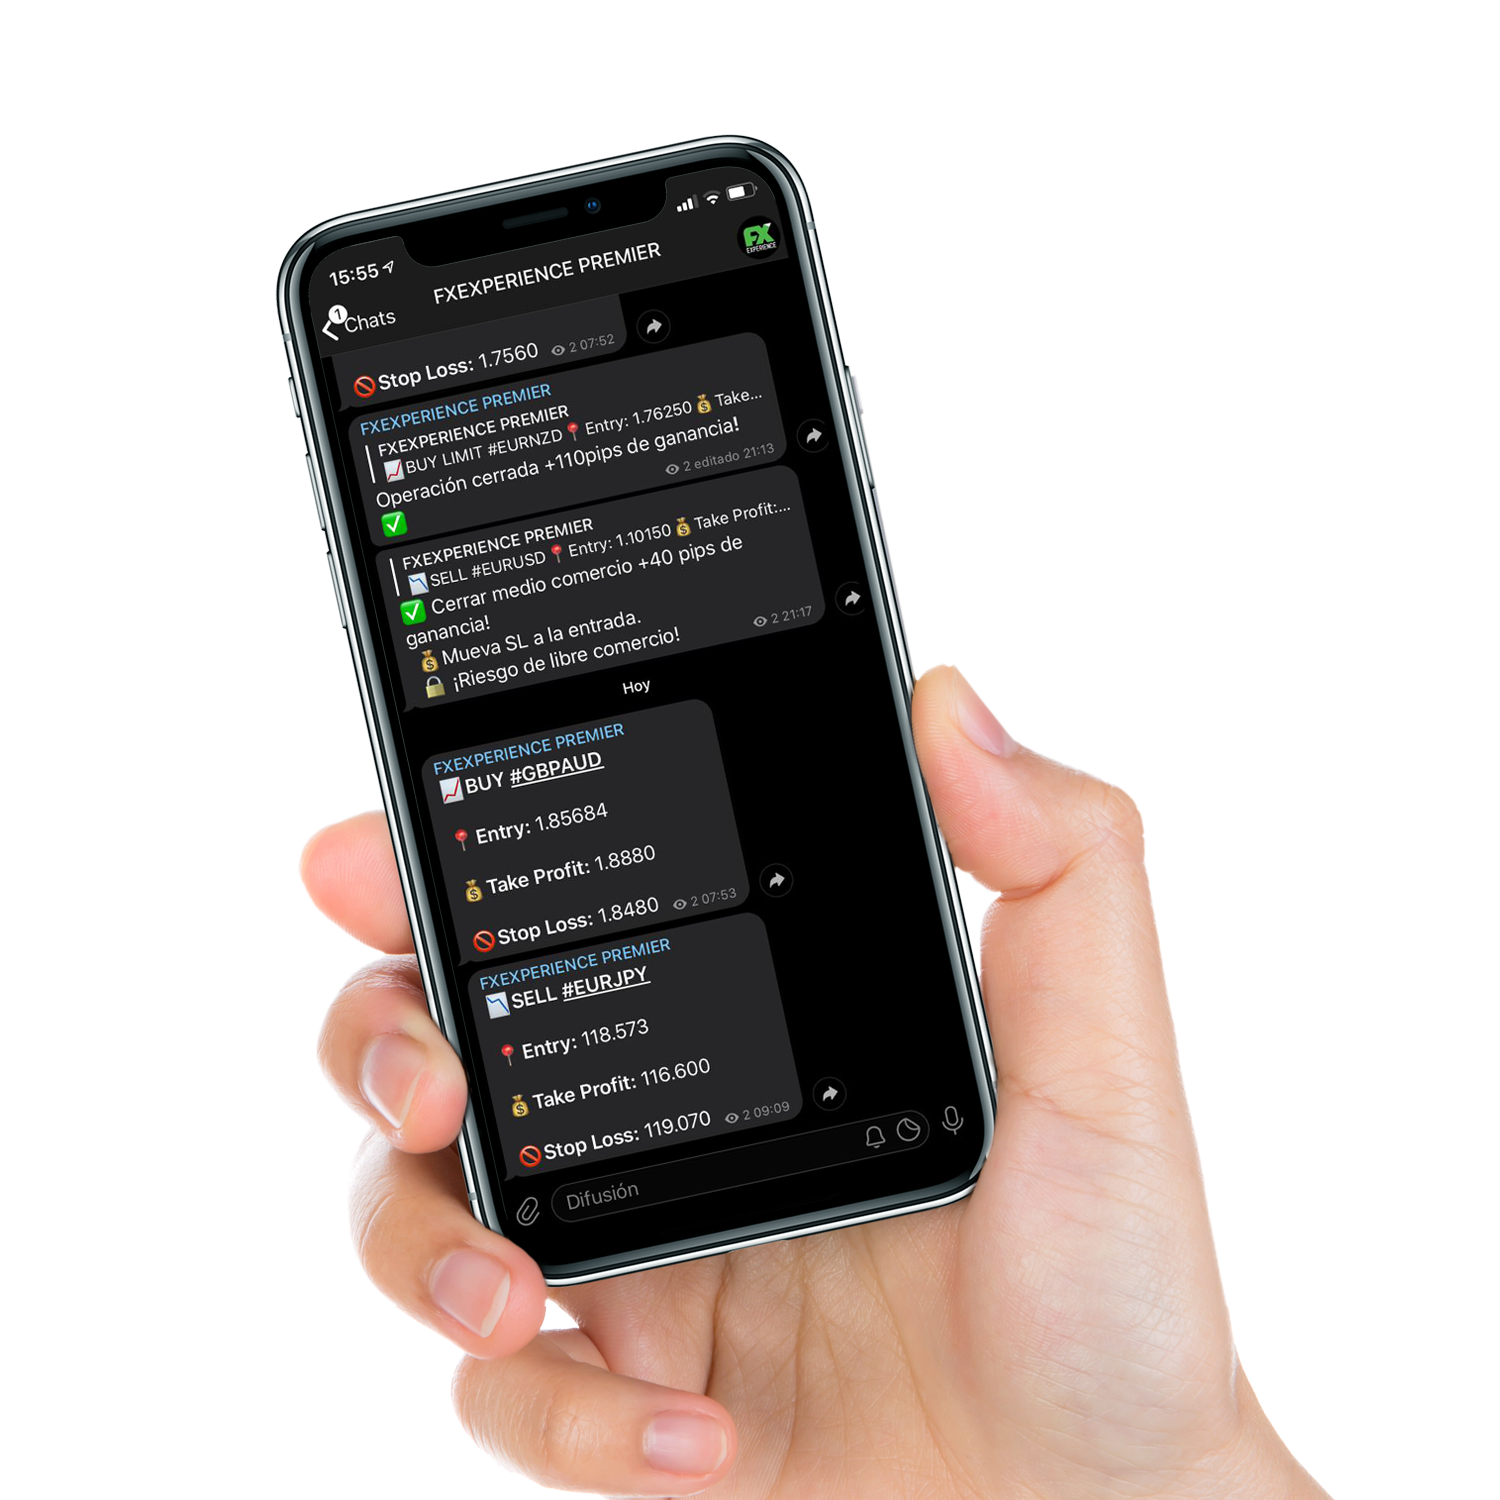 15:55
1
Chats
FXEXPERIENCE PREMIER
FX
EXPERIENCE
🚫Stop Loss: 1.7560 2 07:52
FXEXPERIENCE PREMIER
FXEXPERIENCE PREMIER
📈BUY LIMIT #EURNZD📍Entry: 1.76250 💰Take...
Operación cerrada +110pips de ganancia!
✅
2 editado 21:13
FXEXPERIENCE PREMIER
📉SELL #EURUSD📍Entry: 1.10150 💰Take Profit:...
✅ Cerrar medio comercio +40 pips de
ganancia!
💰Mueva SL a la entrada.
🔒 ¡Riesgo de libre comercio!
2 21:17
Hoy
FXEXPERIENCE PREMIER
📈BUY #GBPAUD
📍Entry: 1.85684
💰Take Profit: 1.8880
🚫Stop Loss: 1.8480 2 07:53
FXEXPERIENCE PREMIER
📉SELL #EURJPY
📍Entry: 118.573
💰Take Profit: 116.600
🚫Stop Loss: 119.070 2 09:09
Difusión